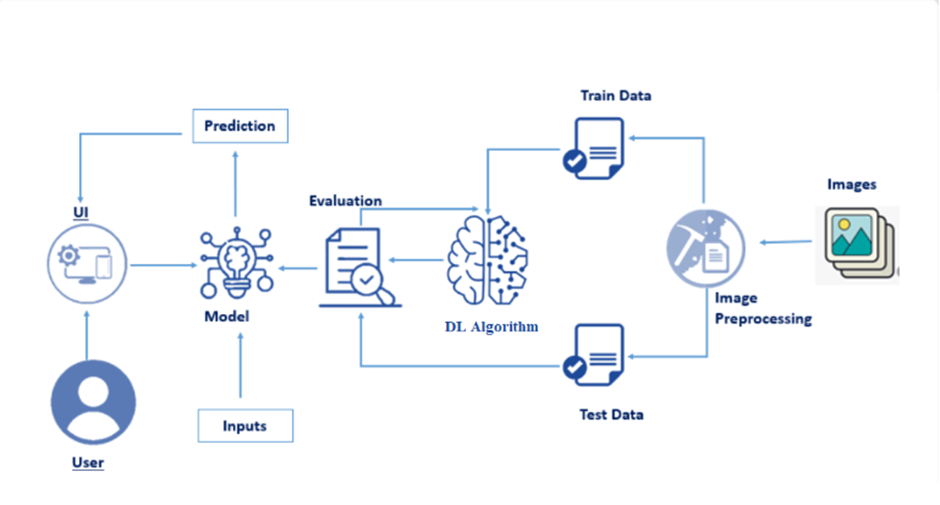 Train Data
Prediction
Images
Evaluation
UI
Image
Preprocessing
Model
DL Algorithm
Test Data
Inputs
User